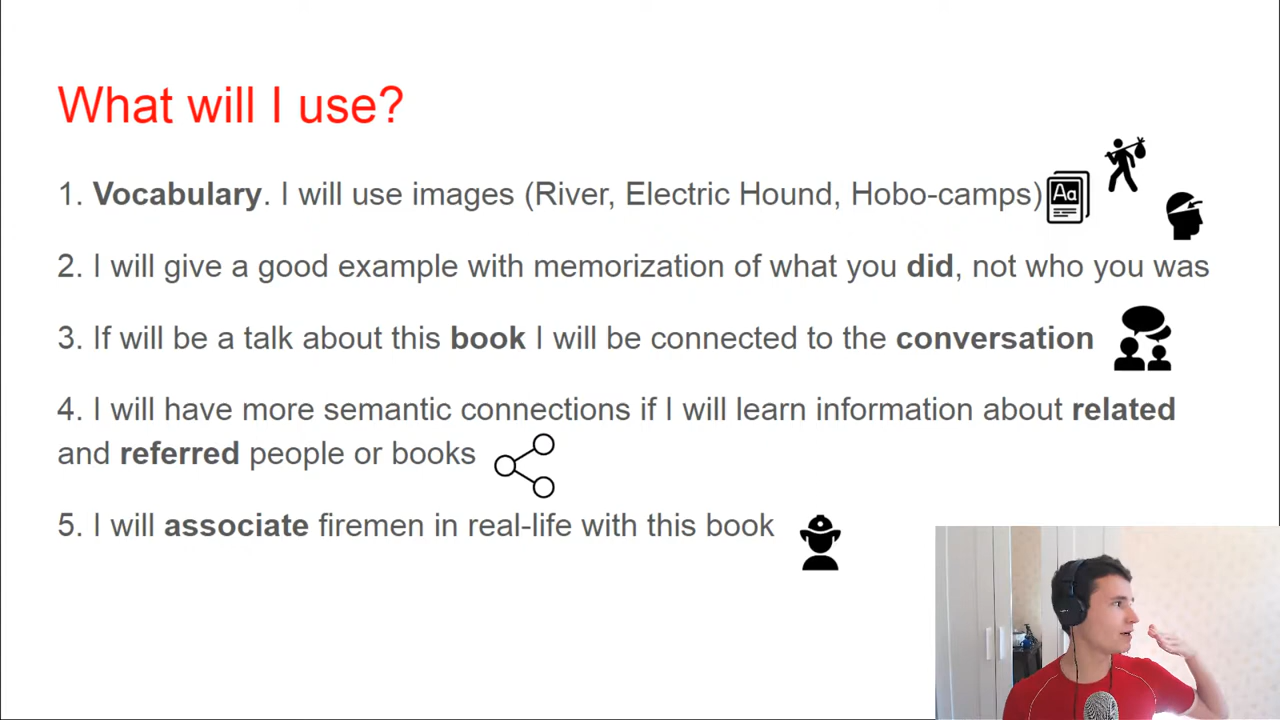 What will I use?
1. Vocabulary. I will use images (River, Electric Hound, Hobo-camps)
Aa
2. I will give a good example with memorization of what you did, not who you was
3. If will be a talk about this book I will be connected to the conversation
4. I will have more semantic connections if I will learn information about related
and referred people or books
5. I will associate firemen in real-life with this book